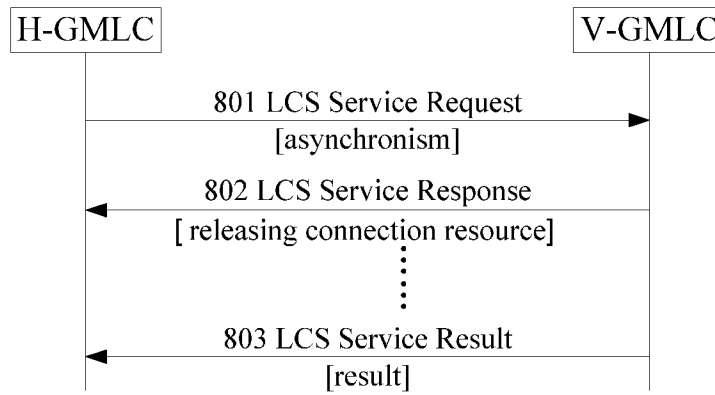 H-GMLC
V-GMLC
801 LCS Service Request
[asynchronism]
802 LCS Service Response
[ releasing connection resource]
803 LCS Service Result
[result]